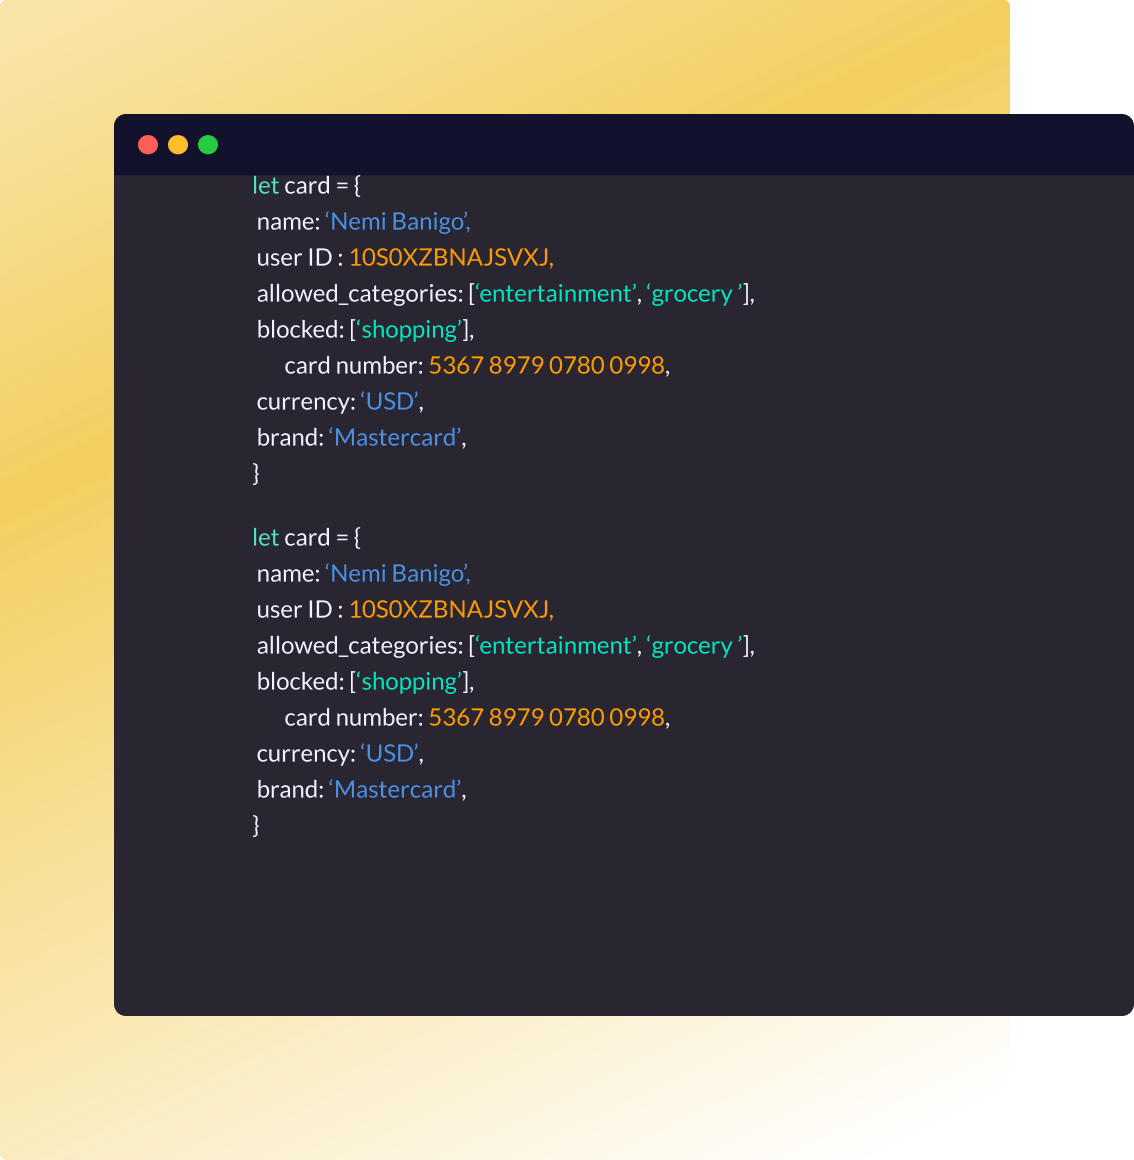 let card = {
name: ‘Nemi Banigo’,
user ID : 10S0XZBNAJSVXJ,
allowed_categories: [‘entertainment’, ‘grocery ’],
blocked: [‘shopping’],
card number: 5367 8979 0780 0998,
currency: ‘USD’,
brand: ‘Mastercard’,
}
let card = {
name: ‘Nemi Banigo’,
user ID : 10S0XZBNAJSVXJ,
allowed_categories: [‘entertainment’, ‘grocery ’],
blocked: [‘shopping’],
card number: 5367 8979 0780 0998,
currency: ‘USD’,
brand: ‘Mastercard’,
}